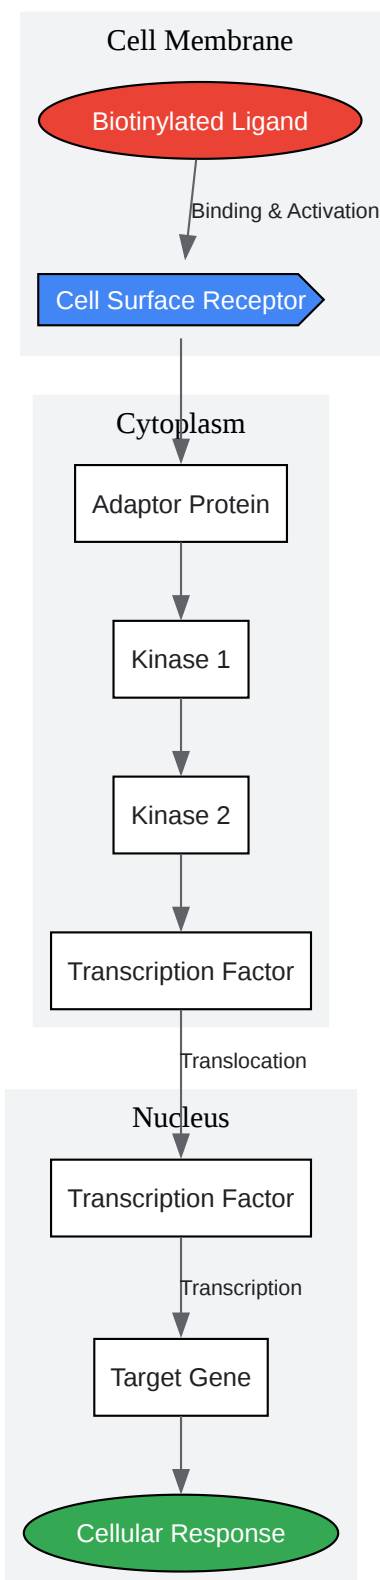 Cell Membrane
Biotinylated Ligand
Binding & Activation
Cell Surface Receptor
Cytoplasm
Adaptor Protein
Kinase 1
Kinase 2
Transcription Factor
Translocation
Nucleus
Transcription Factor
Transcription
Target Gene
Cellular Response